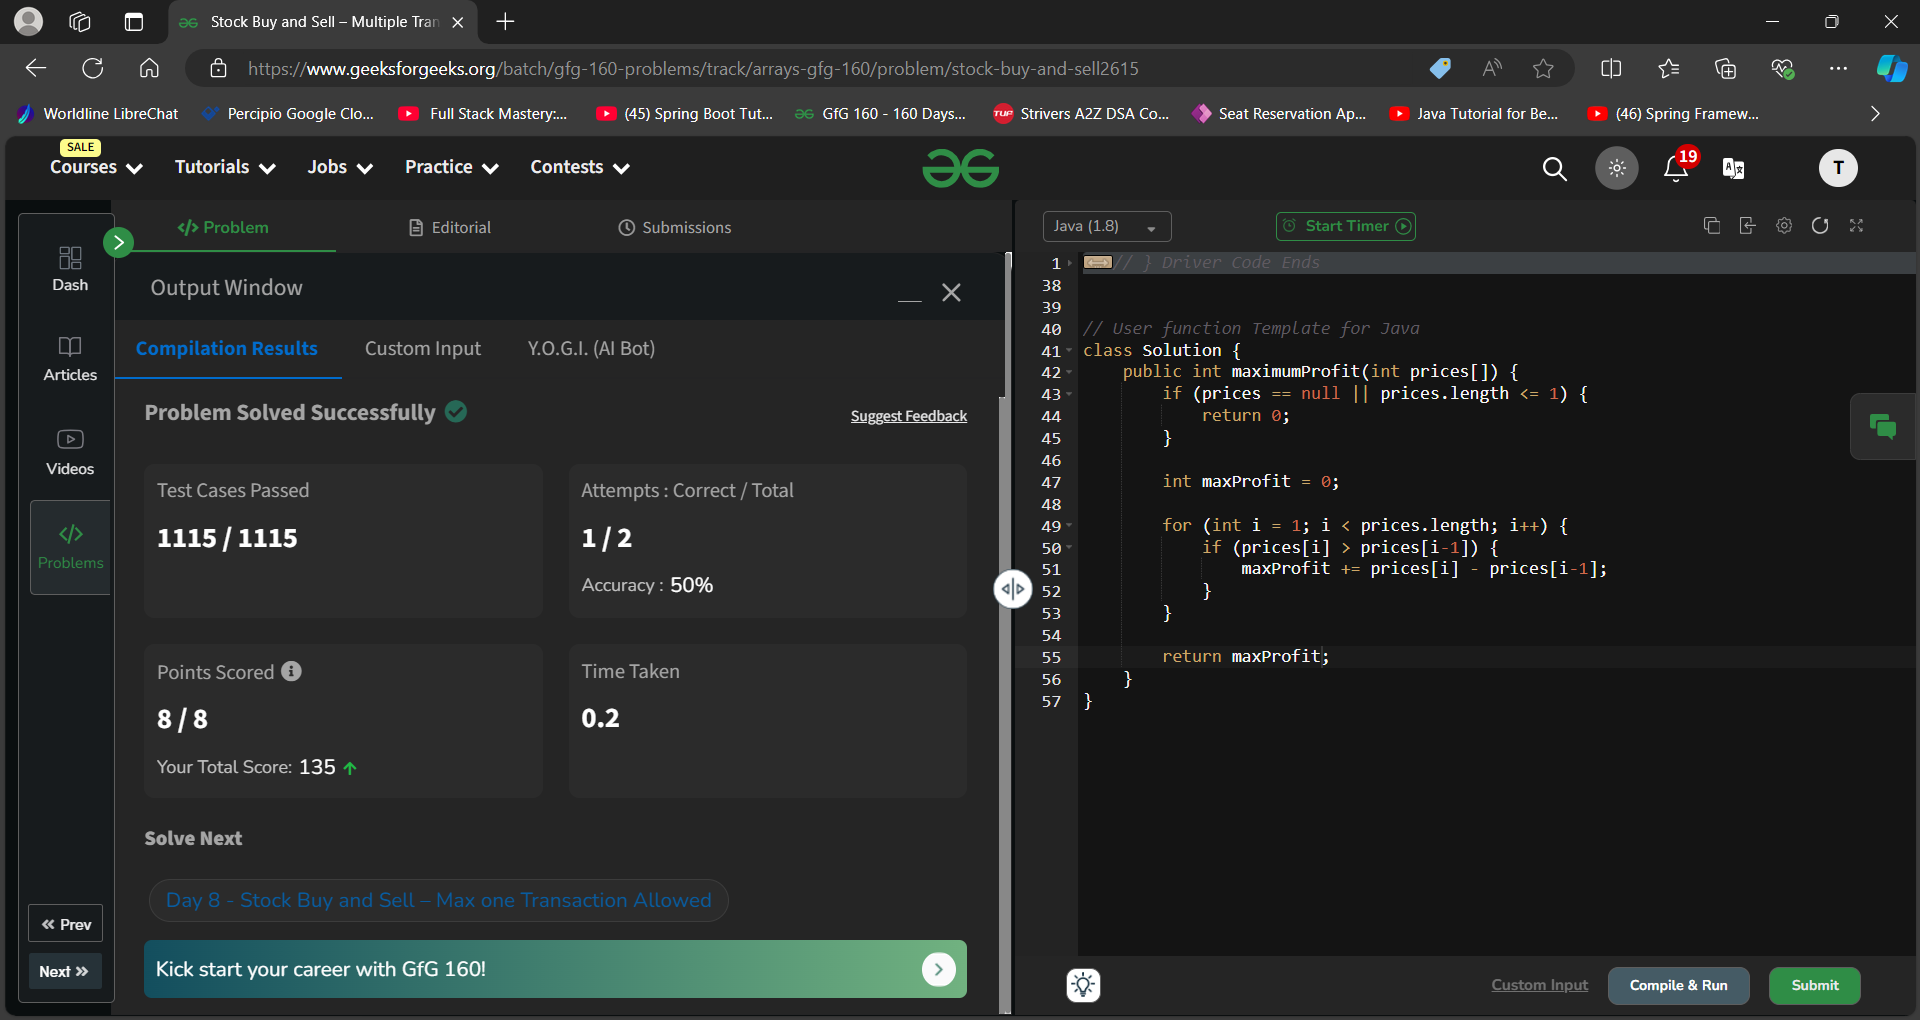 Stock Buy and Sell – Multiple Tran
https://www.geeksforgeeks.org/batch/gfg-160-problems/track/arrays-gfg-160/problem/stock-buy-and-sell2615
Worldline LibreChat
Percipio Google Clo...
Full Stack Mastery:...
(45) Spring Boot Tut...
GfG 160 - 160 Days...
TUF
Strivers A2Z DSA Co...
Seat Reservation Ap...
Java Tutorial for Be...
(46) Spring Framew...
SALE
Courses
Tutorials
Jobs
Practice
Contests
19
T
Dash
Articles
Videos
Problems
Prev
Next
</> Problem
Editorial
Submissions
Output Window
Compilation Results
Custom Input
Y.O.G.I. (AI Bot)
Problem Solved Successfully
Suggest Feedback
Test Cases Passed
1115 / 1115
Attempts : Correct / Total
1 / 2
Accuracy : 50%
Points Scored
8 / 8
Your Total Score: 135
Time Taken
0.2
Solve Next
Day 8 - Stock Buy and Sell – Max one Transaction Allowed
Kick start your career with GfG 160!
Java (1.8)
Start Timer
1 // } Driver Code Ends
38
39
40 // User function Template for Java
41 class Solution {
42 public int maximumProfit(int prices[]) {
43 if (prices == null || prices.length <= 1) {
44 return 0;
45 }
46
47 int maxProfit = 0;
48
49 for (int i = 1; i < prices.length; i++) {
50 if (prices[i] > prices[i-1]) {
51 maxProfit += prices[i] - prices[i-1];
52 }
53 }
54
55 return maxProfit;
56 }
57 }
Custom Input
Compile & Run
Submit